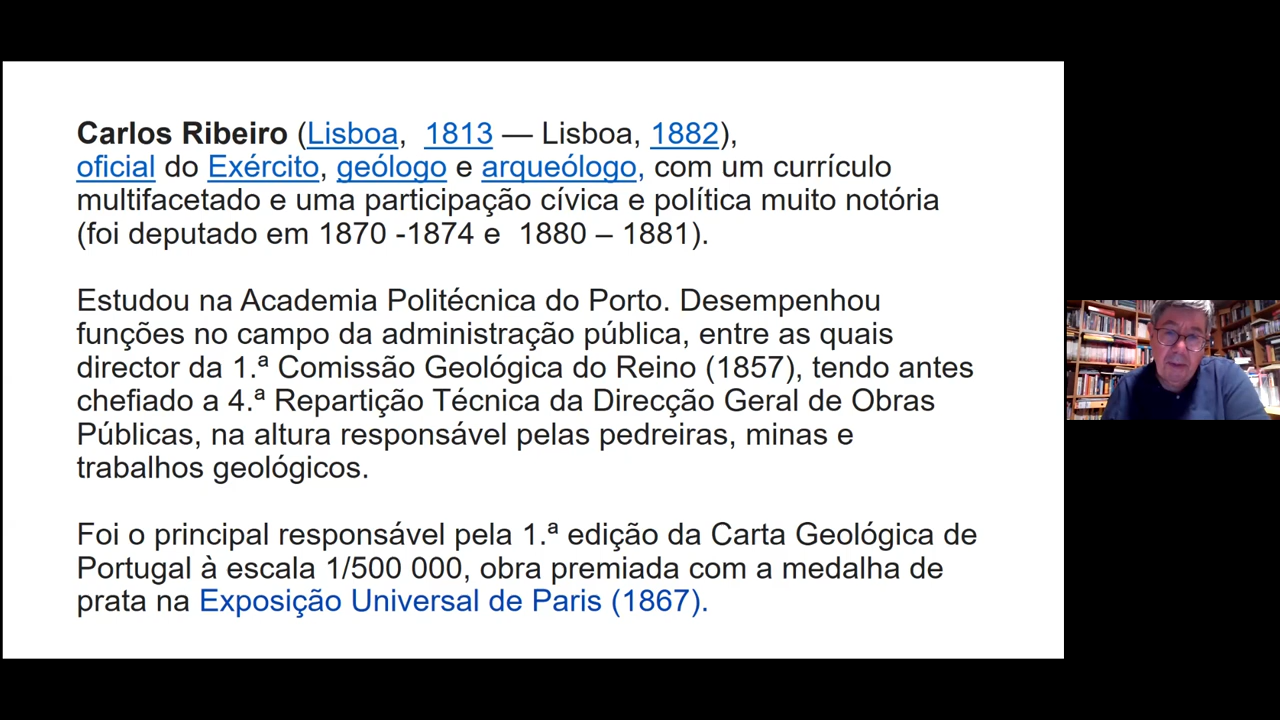 Carlos Ribeiro (Lisboa, 1813 — Lisboa, 1882),
oficial do Exército, geólogo e arqueólogo, com um currículo
multifacetado e uma participação cívica e política muito notória
(foi deputado em 1870 -1874 e 1880 – 1881).
Estudou na Academia Politécnica do Porto. Desempenhou
funções no campo da administração pública, entre as quais
director da 1.ª Comissão Geológica do Reino (1857), tendo antes
chefiado a 4.ª Repartição Técnica da Direcção Geral de Obras
Públicas, na altura responsável pelas pedreiras, minas e
trabalhos geológicos.
Foi o principal responsável pela 1.ª edição da Carta Geológica de
Portugal à escala 1/500 000, obra premiada com a medalha de
prata na Exposição Universal de Paris (1867).